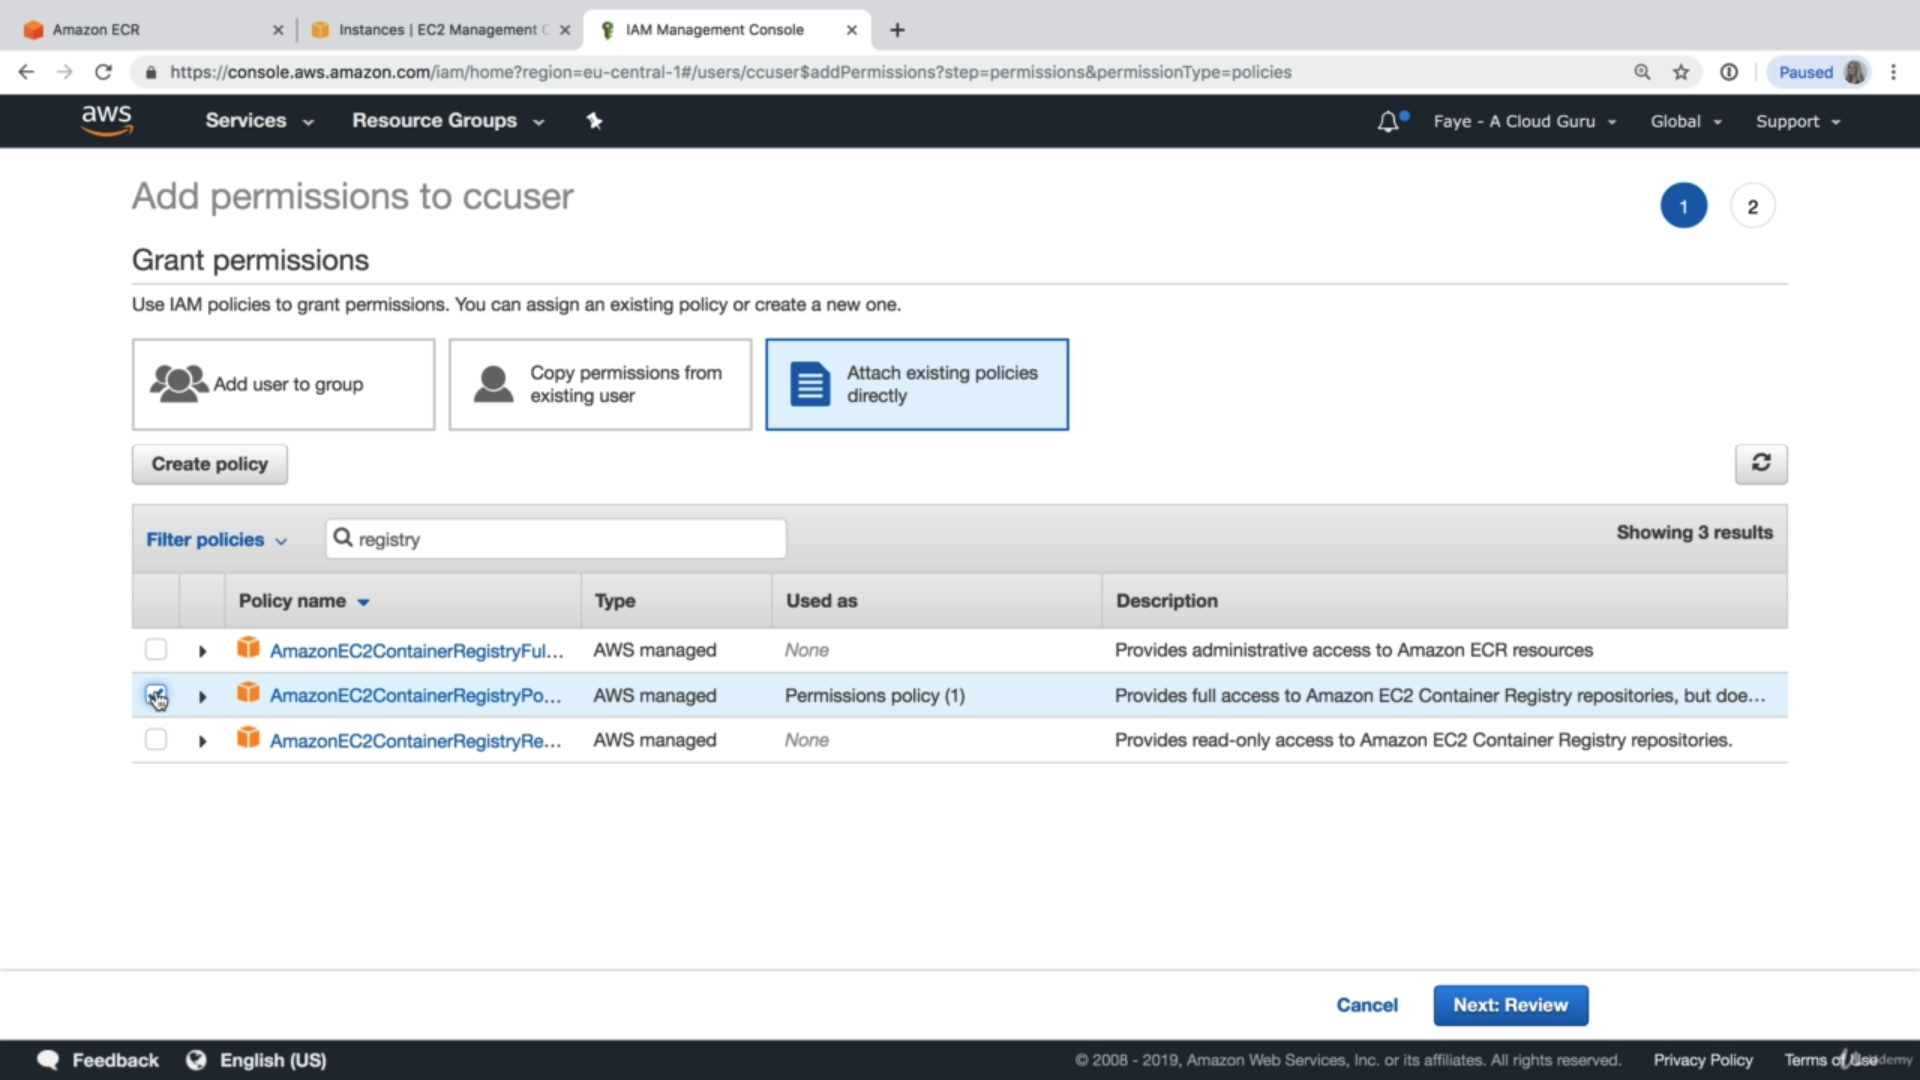 Amazon ECR
Instances | EC2 Management C
IAM Management Console
https://console.aws.amazon.com/iam/home?region=eu-central-1#/users/ccuser$addPermissions?step=permissions&permissionType=policies
Paused
aws
Services
Resource Groups
Faye - A Cloud Guru
Global
Support
Add permissions to ccuser
1
2
Grant permissions
Use IAM policies to grant permissions. You can assign an existing policy or create a new one.
Add user to group
Copy permissions from
existing user
Attach existing policies
directly
Create policy
Filter policies
registry
Showing 3 results
Policy name
Type
Used as
Description
AmazonEC2ContainerRegistryFul... AWS managed None Provides administrative access to Amazon ECR resources
AmazonEC2ContainerRegistryPo... AWS managed Permissions policy (1) Provides full access to Amazon EC2 Container Registry repositories, but doe...
AmazonEC2ContainerRegistryRe... AWS managed None Provides read-only access to Amazon EC2 Container Registry repositories.
Cancel
Next: Review
Feedback
English (US)
© 2008 - 2019, Amazon Web Services, Inc. or its affiliates. All rights reserved.
Privacy Policy
Terms of Use